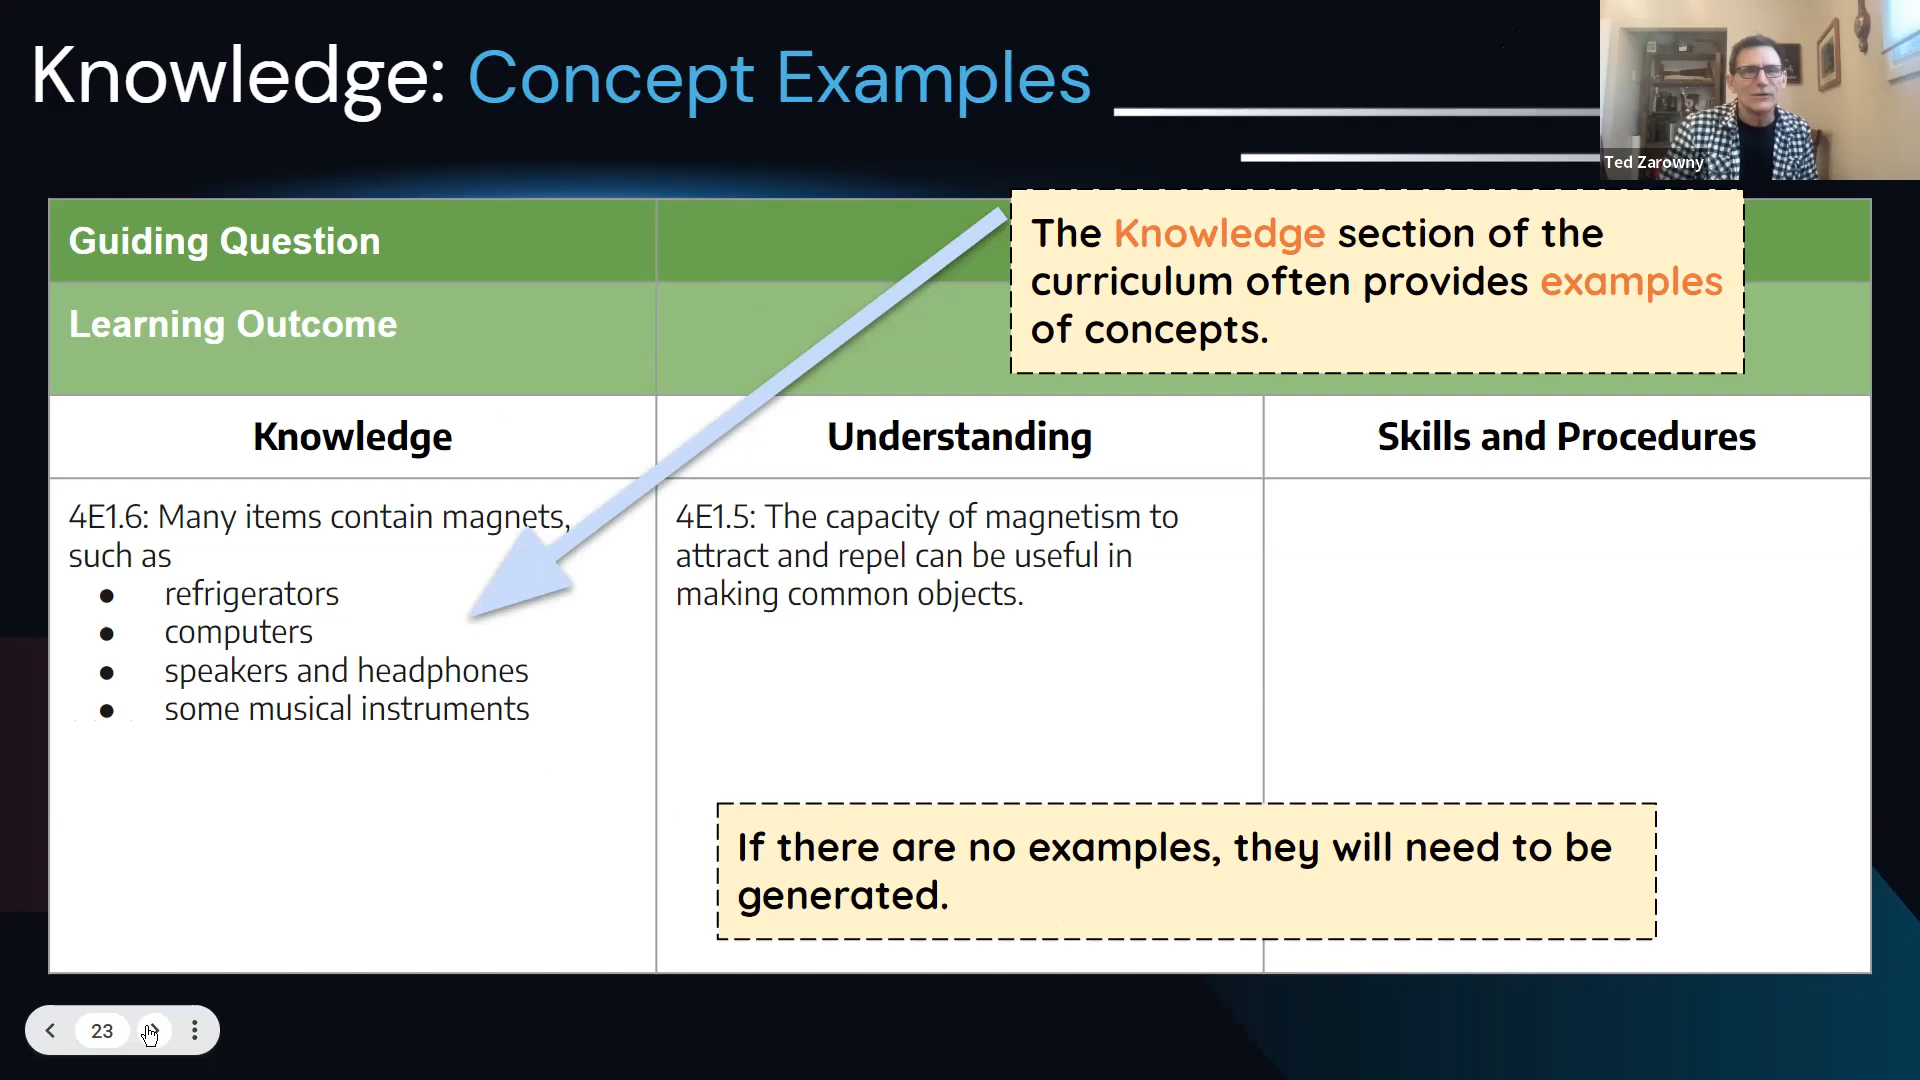 Knowledge: Concept Examples
Ted Zarowny
Guiding Question
The Knowledge section of the
curriculum often provides examples
of concepts.
Learning Outcome
Knowledge
Understanding
Skills and Procedures
4E1.6: Many items contain magnets,
such as
● refrigerators
● computers
● speakers and headphones
● some musical instruments
4E1.5: The capacity of magnetism to
attract and repel can be useful in
making common objects.
If there are no examples, they will need to be
generated.
23